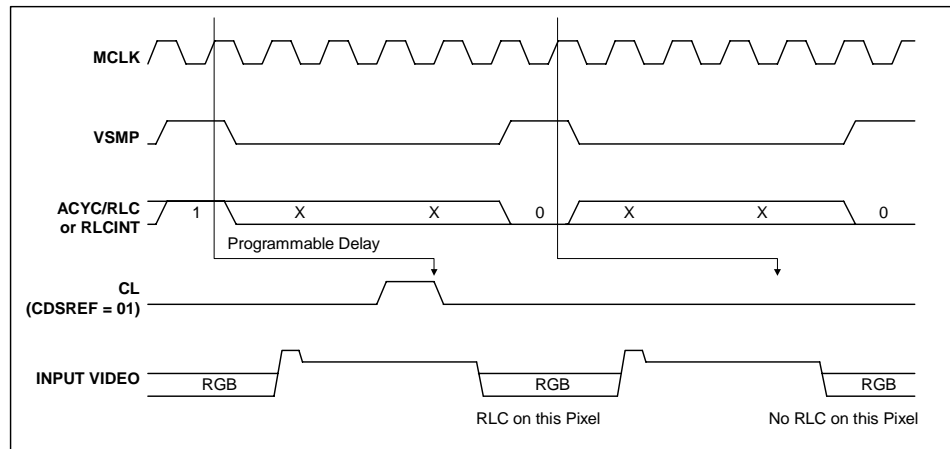 MCLK
VSMP
ACYC/RLC
or RLCINT
1 X X 0 X X 0
Programmable Delay
CL
(CDSREF = 01)
INPUT VIDEO
RGB RGB RGB
RLC on this Pixel No RLC on this Pixel